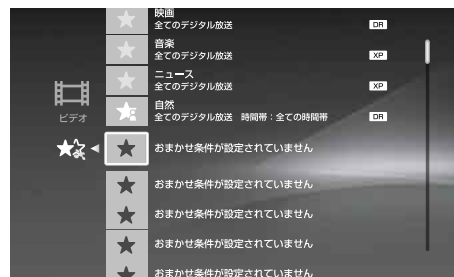 映画
全てのデジタル放送 DR
音楽
全てのデジタル放送 XP
ニュース
全てのデジタル放送 XP
自然
全てのデジタル放送 時間帯：全ての時間帯 DR
ビデオ
おまかせ条件が設定されていません
おまかせ条件が設定されていません
おまかせ条件が設定されていません
おまかせ条件が設定されていません
おまかせ条件が設定されていません